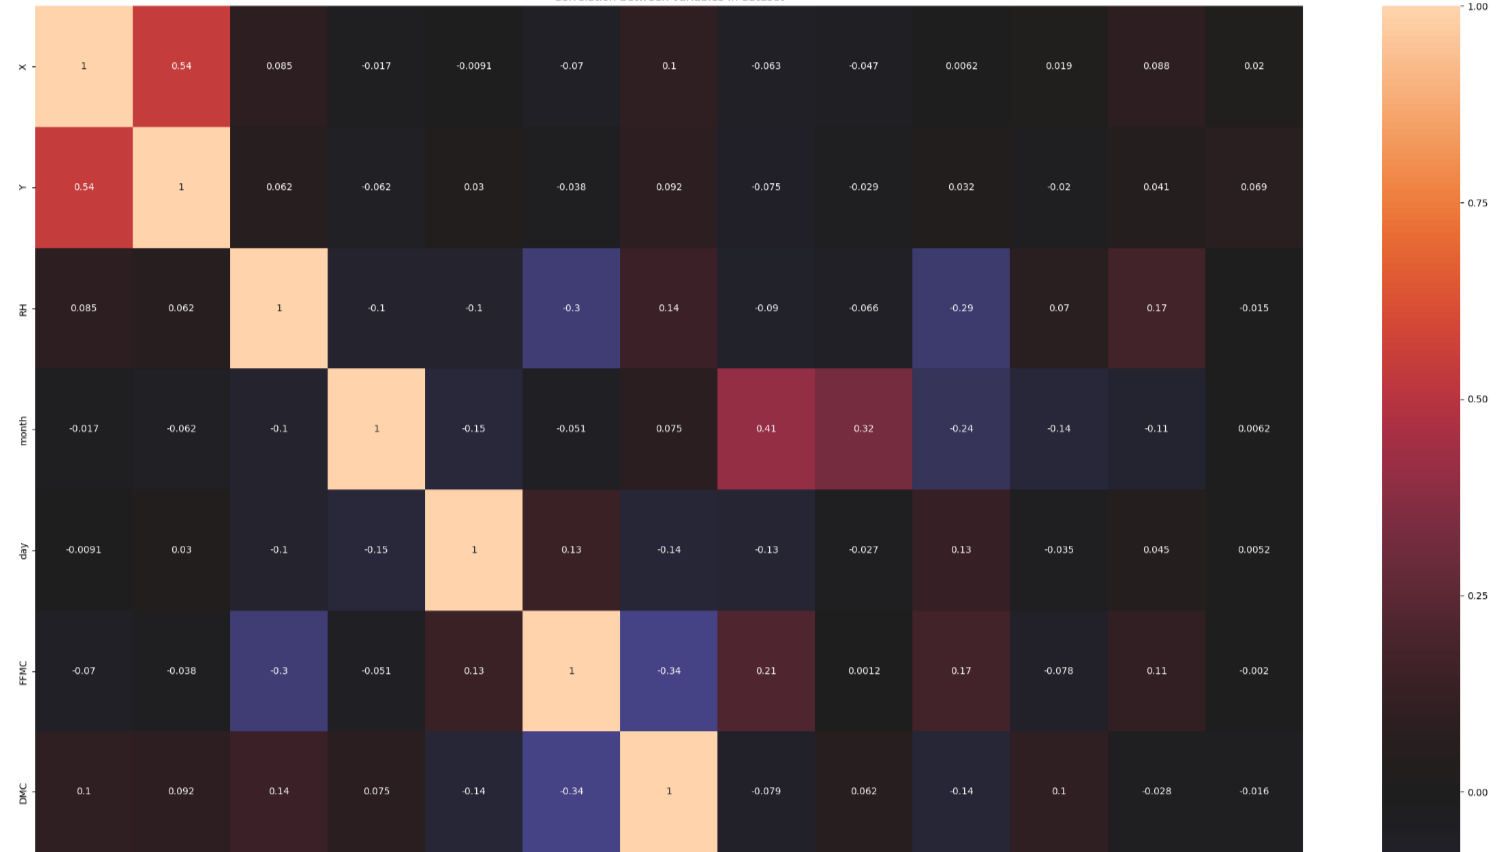 1.00
X 1 0.54 0.085 -0.017 -0.0091 -0.07 0.1 -0.063 -0.047 0.0062 0.019 0.088 0.02
Y 0.54 1 0.062 -0.062 0.03 -0.038 0.092 -0.075 -0.029 0.032 -0.02 0.041 0.069
0.75
RH 0.085 0.062 1 -0.1 -0.1 -0.3 0.14 -0.09 -0.066 -0.29 0.07 0.17 -0.015
0.50
month -0.017 -0.062 -0.1 1 -0.15 -0.051 0.075 0.41 0.32 -0.24 -0.14 -0.11 0.0062
day -0.0091 0.03 -0.1 -0.15 1 0.13 -0.14 -0.13 -0.027 0.13 -0.035 0.045 0.0052
0.25
FFMC -0.07 -0.038 -0.3 -0.051 0.13 1 -0.34 0.21 0.0012 0.17 -0.078 0.11 -0.002
DMC 0.1 0.092 0.14 0.075 -0.14 -0.34 1 -0.079 0.062 -0.14 0.1 -0.028 -0.016
0.00